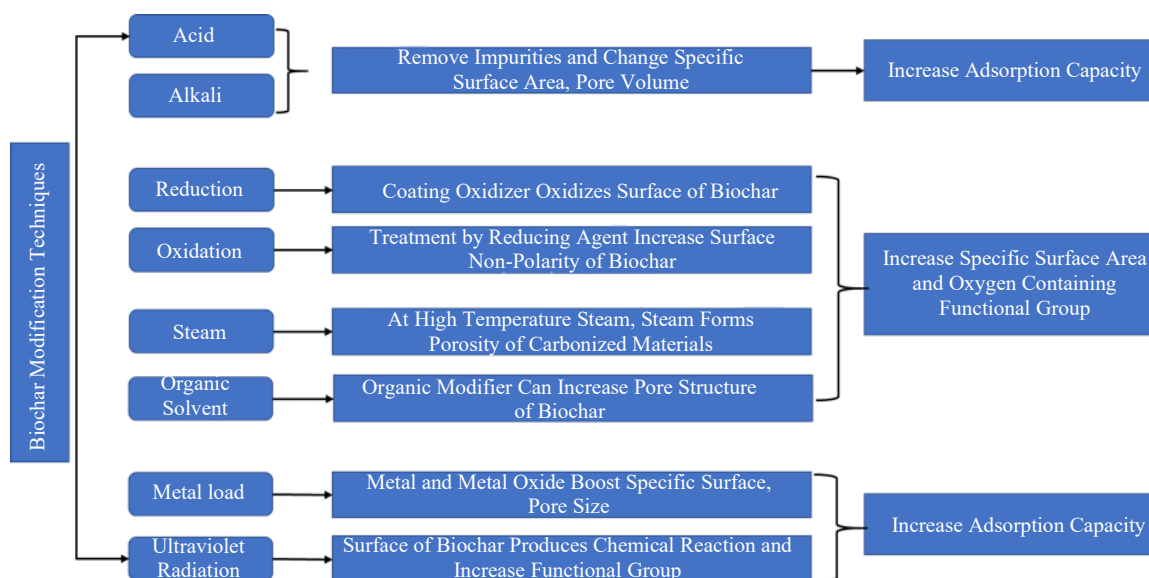 Biochar Modification Techniques
Acid
Alkali
Remove Impurities and Change Specific
Surface Area, Pore Volume
Increase Adsorption Capacity
Reduction
Coating Oxidizer Oxidizes Surface of Biochar
Oxidation
Treatment by Reducing Agent Increase Surface
Non-Polarity of Biochar
Steam
At High Temperature Steam, Steam Forms
Porosity of Carbonized Materials
Organic
Solvent
Organic Modifier Can Increase Pore Structure
of Biochar
Increase Specific Surface Area
and Oxygen Containing
Functional Group
Metal load
Metal and Metal Oxide Boost Specific Surface,
Pore Size
Ultraviolet
Radiation
Surface of Biochar Produces Chemical Reaction and
Increase Functional Group
Increase Adsorption Capacity